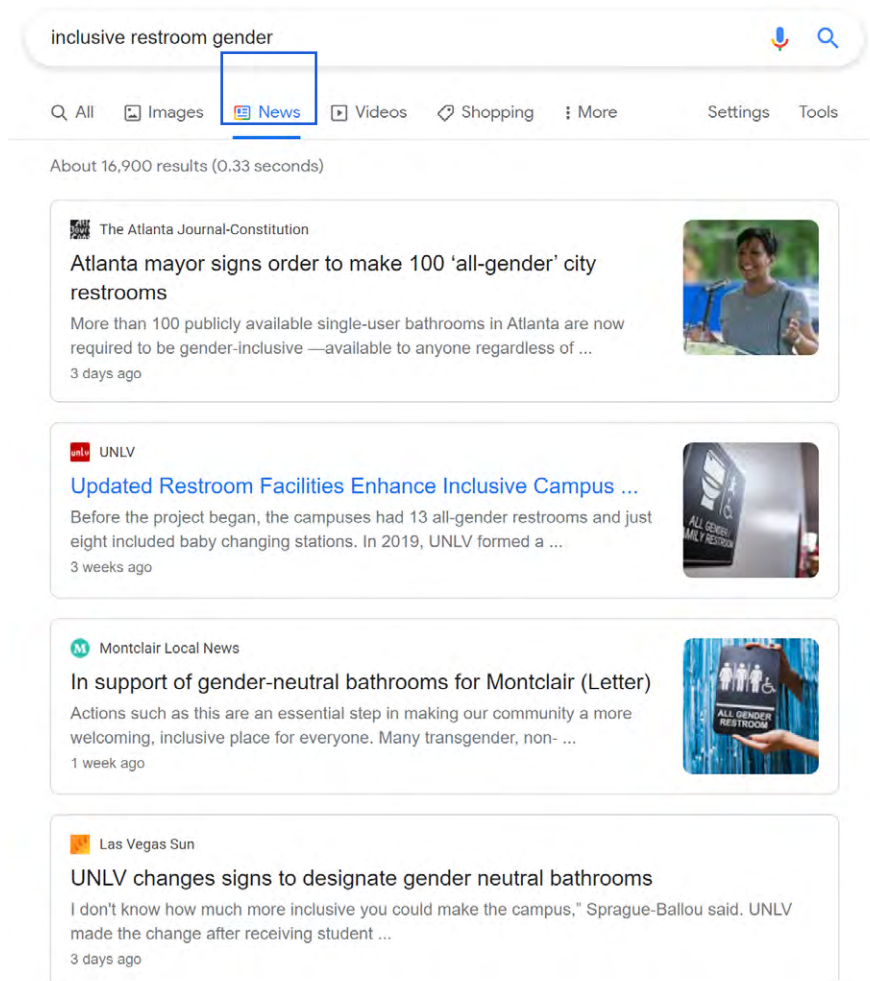 inclusive restroom gender
All Images News Videos Shopping More Settings Tools
About 16,900 results (0.33 seconds)
The Atlanta Journal-Constitution
Atlanta mayor signs order to make 100 ‘all-gender’ city
restrooms
More than 100 publicly available single-user bathrooms in Atlanta are now
required to be gender-inclusive —available to anyone regardless of ...
3 days ago
unlv UNLV
Updated Restroom Facilities Enhance Inclusive Campus ...
Before the project began, the campuses had 13 all-gender restrooms and just
eight included baby changing stations. In 2019, UNLV formed a ...
3 weeks ago
ALL GENDER
RESTROOM
M Montclair Local News
In support of gender-neutral bathrooms for Montclair (Letter)
Actions such as this are an essential step in making our community a more
welcoming, inclusive place for everyone. Many transgender, non- ...
1 week ago
ALL GENDER
RESTROOM
Las Vegas Sun
UNLV changes signs to designate gender neutral bathrooms
I don't know how much more inclusive you could make the campus,” Sprague-Ballou said. UNLV
made the change after receiving student ...
3 days ago